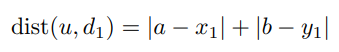 dist(u, d₁) = |a − x₁| + |b − y₁|